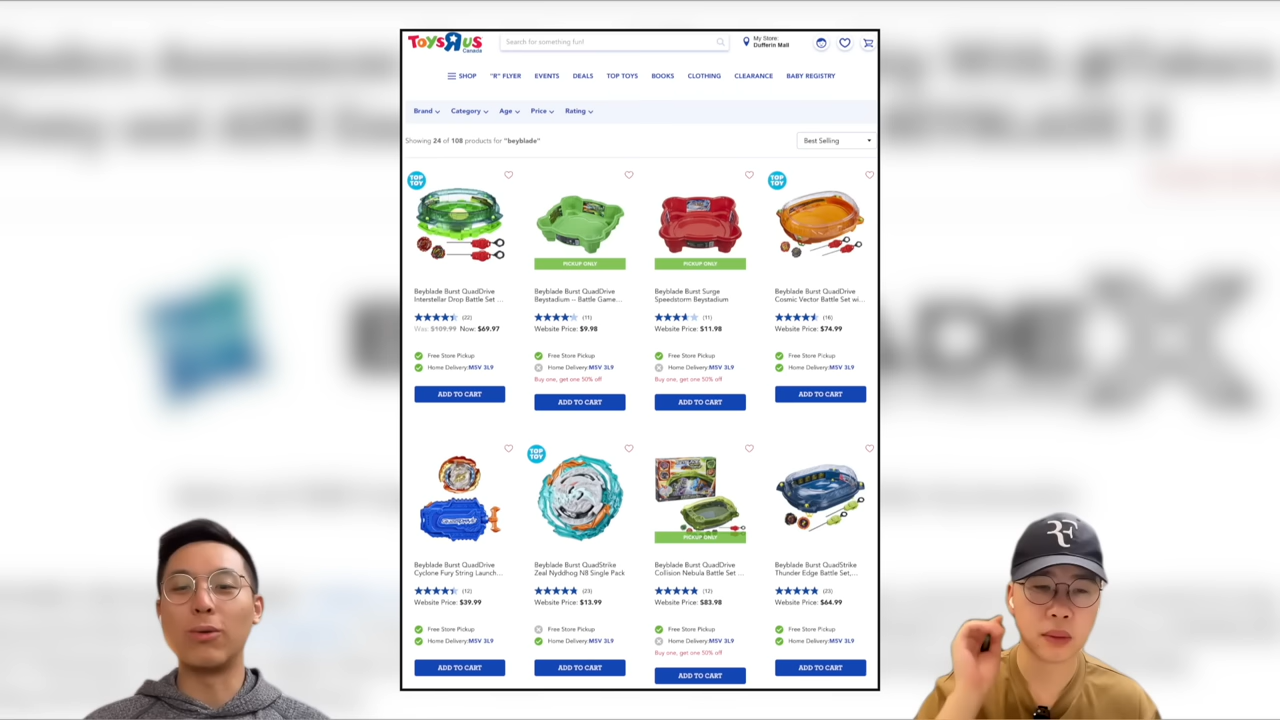 TOYS R US
Canada
Search for something fun!
My Store:
Dufferin Mall
SHOP
"R" FLYER
EVENTS
DEALS
TOP TOYS
BOOKS
CLOTHING
CLEARANCE
BABY REGISTRY
Brand
Category
Age
Price
Rating
Showing 24 of 108 products for "beyblade"
Best Selling
TOP TOY
TOP TOY
PICKUP ONLY
PICKUP ONLY
Beyblade Burst QuadDrive
Interstellar Drop Battle Set ...
(22)
Was: $109.99 Now: $69.97
Free Store Pickup
Home Delivery:M5V 3L9
ADD TO CART
Beyblade Burst QuadDrive
Beystadium -- Battle Game...
(11)
Website Price: $9.98
Free Store Pickup
Home Delivery:M5V 3L9
Buy one, get one 50% off
ADD TO CART
Beyblade Burst Surge
Speedstorm Beystadium
(11)
Website Price: $11.98
Free Store Pickup
Home Delivery:M5V 3L9
Buy one, get one 50% off
ADD TO CART
Beyblade Burst QuadDrive
Cosmic Vector Battle Set wi...
(16)
Website Price: $74.99
Free Store Pickup
Home Delivery:M5V 3L9
ADD TO CART
TOP TOY
PICKUP ONLY
Beyblade Burst QuadDrive
Cyclone Fury String Launch...
(12)
Website Price: $39.99
Free Store Pickup
Home Delivery:M5V 3L9
ADD TO CART
Beyblade Burst QuadStrike
Zeal Nyddhog N8 Single Pack
(23)
Website Price: $13.99
Free Store Pickup
Home Delivery:M5V 3L9
ADD TO CART
Beyblade Burst QuadDrive
Collision Nebula Battle Set ...
(12)
Website Price: $83.98
Free Store Pickup
Home Delivery:M5V 3L9
Buy one, get one 50% off
ADD TO CART
Beyblade Burst QuadStrike
Thunder Edge Battle Set,...
(23)
Website Price: $64.99
Free Store Pickup
Home Delivery:M5V 3L9
ADD TO CART
RF